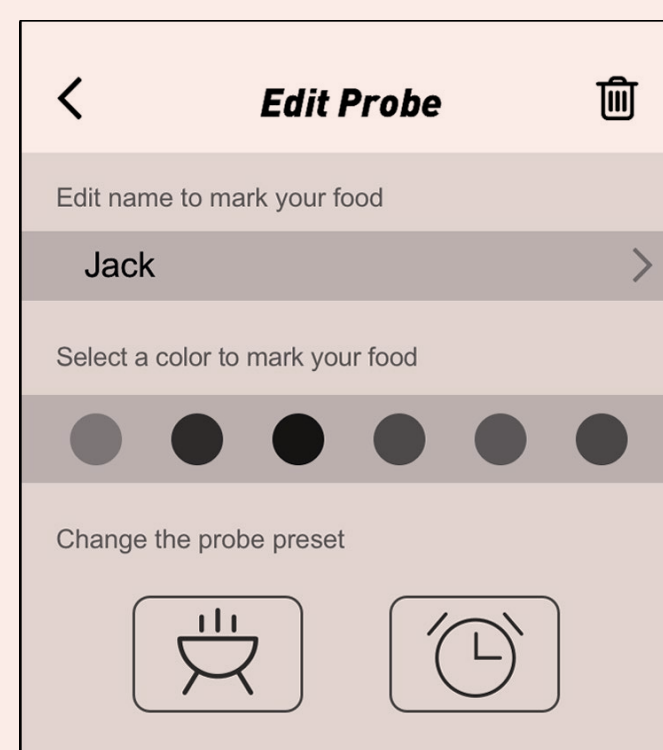 Edit Probe
Edit name to mark your food
Jack
Select a color to mark your food
Change the probe preset